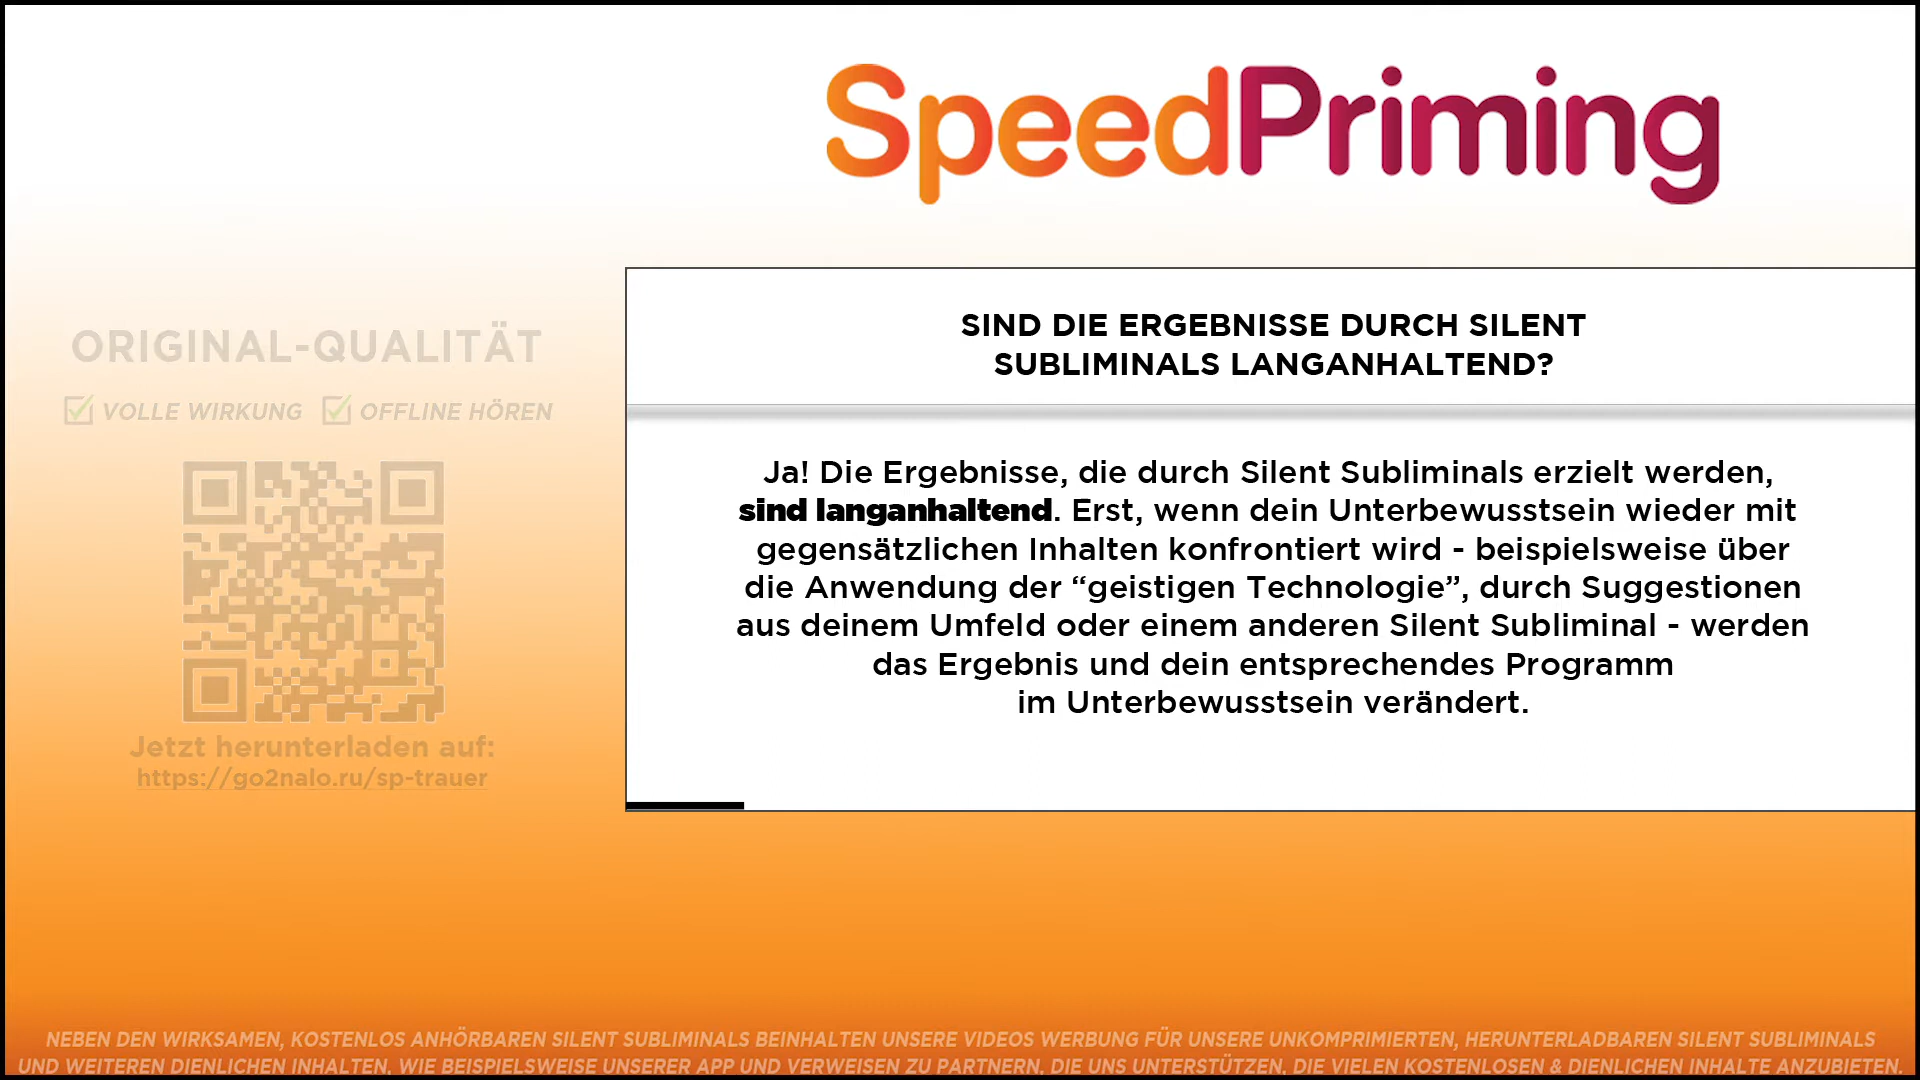 SpeedPriming
ORIGINAL-QUALITÄT
VOLLE WIRKUNG OFFLINE HÖREN
Jetzt herunterladen auf:
https://go2nalo.ru/sp-trauer
SIND DIE ERGEBNISSE DURCH SILENT
SUBLIMINALS LANGANHALTEND?
Ja! Die Ergebnisse, die durch Silent Subliminals erzielt werden,
sind langanhaltend. Erst, wenn dein Unterbewusstsein wieder mit
gegensätzlichen Inhalten konfrontiert wird - beispielsweise über
die Anwendung der “geistigen Technologie”, durch Suggestionen
aus deinem Umfeld oder einem anderen Silent Subliminal - werden
das Ergebnis und dein entsprechendes Programm
im Unterbewusstsein verändert.
NEBEN DEN WIRKSAMEN, KOSTENLOS ANHÖRBAREN SILENT SUBLIMINALS BEINHALTEN UNSERE VIDEOS WERBUNG FÜR UNSERE UNKOMPRIMIERTEN, HERUNTERLADBAREN SILENT SUBLIMINALS
UND WEITEREN DIENLICHEN INHALTEN, WIE BEISPIELSWEISE UNSERER APP UND VERWEISEN ZU PARTNERN, DIE UNS UNTERSTÜTZEN, DIE VIELEN KOSTENLOSEN & DIENLICHEN INHALTE ANZUBIETEN.